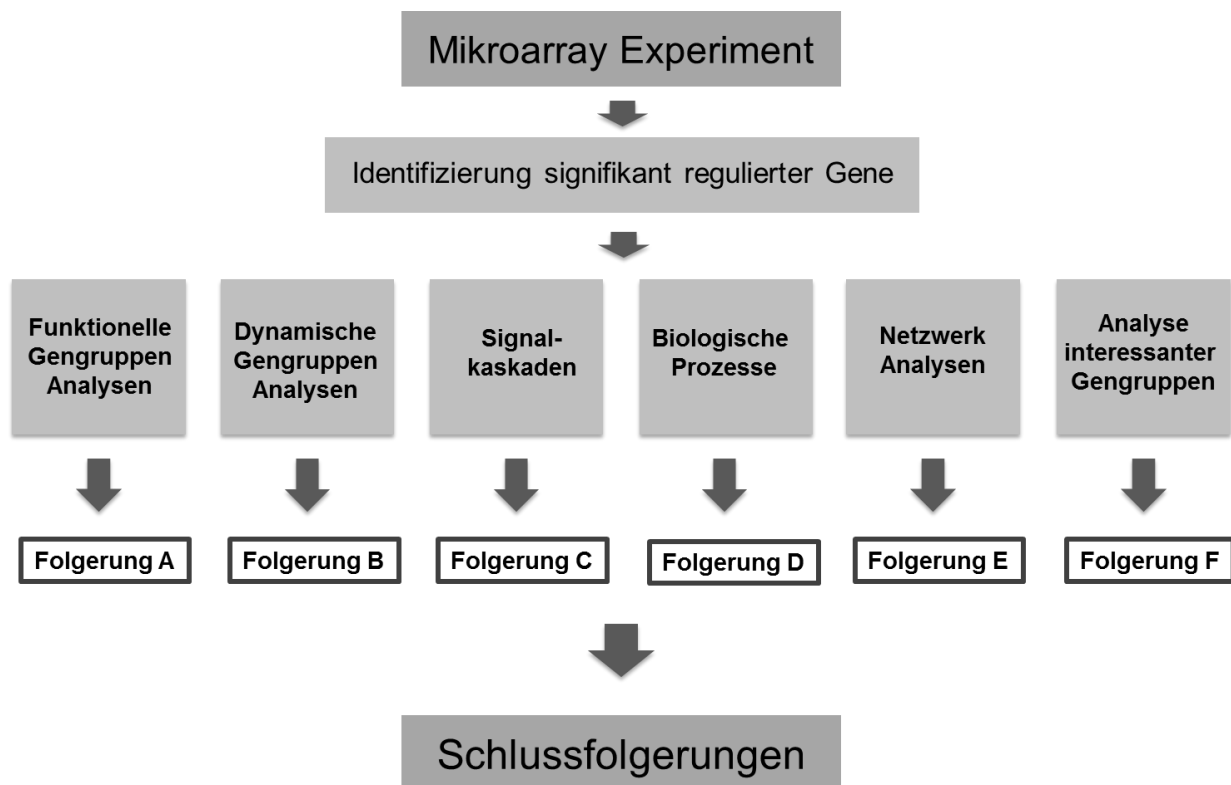 Mikroarray Experiment
Identifizierung signifikant regulierter Gene
Funktionelle
Gengruppen
Analysen
Dynamische
Gengruppen
Analysen
Signal-
kaskaden
Biologische
Prozesse
Netzwerk
Analysen
Analyse
interessanter
Gengruppen
Folgerung A
Folgerung B
Folgerung C
Folgerung D
Folgerung E
Folgerung F
Schlussfolgerungen